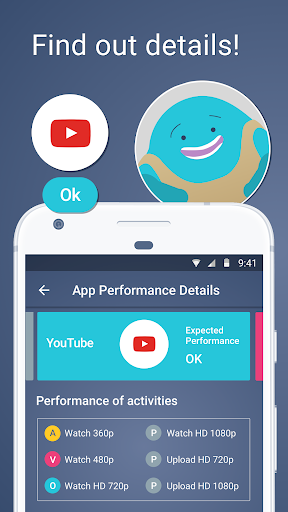 Find out details!
Ok
9:41
App Performance Details
YouTube
Expected
Performance
OK
Performance of activities
A Watch 360p
P Watch HD 1080p
V Watch 480p
P Upload HD 720p
O Watch HD 720p
P Upload HD 1080p